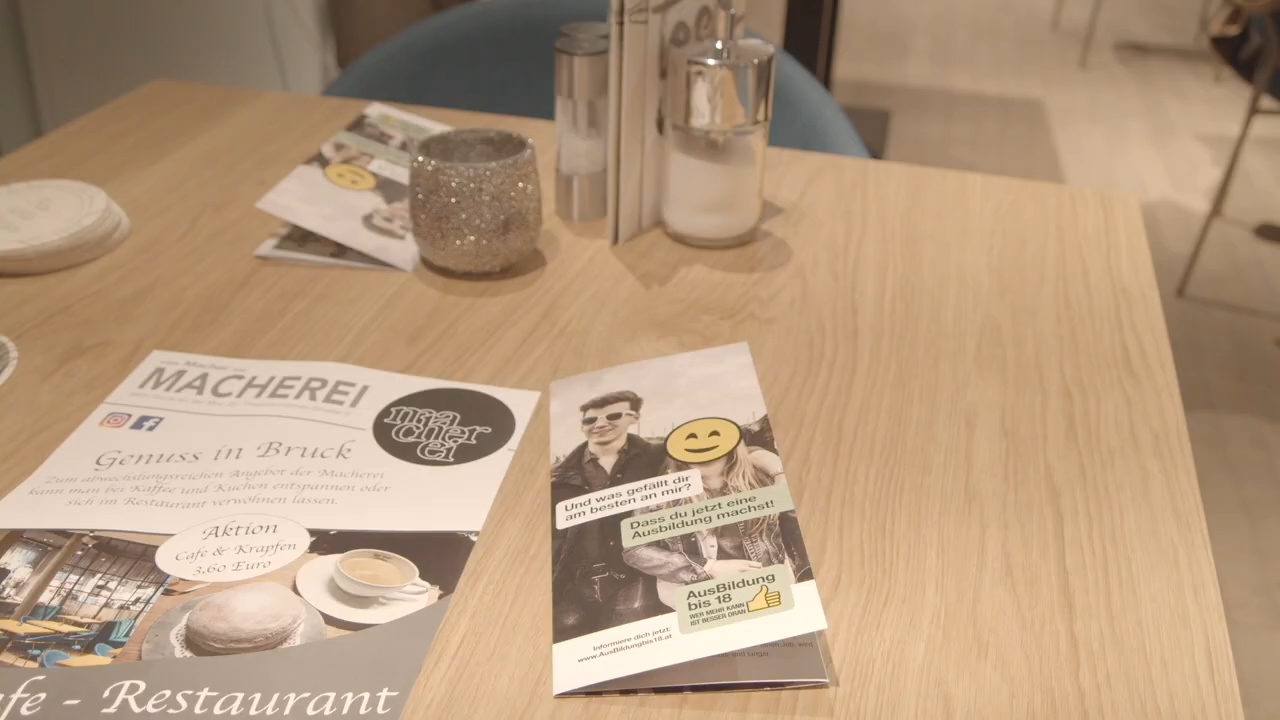 MACHEREI
ma
cher
ei
Genuss in Bruck
Zum abwechslungsreichen Angebot der Macherei
kann man bei Kaffee und Kuchen entspannen oder
sich im Restaurant verwöhnen lassen.
Aktion
Cafe & Krapfen
3,60 Euro
fe - Restaurant
Und was gefällt dir
am besten an mir?
Dass du jetzt eine
Ausbildung machst!
AusBildung
bis 18
WER MEHR KANN
IST BESSER DRAN
Informiere dich jetzt:
www.AusBildungbis18.at